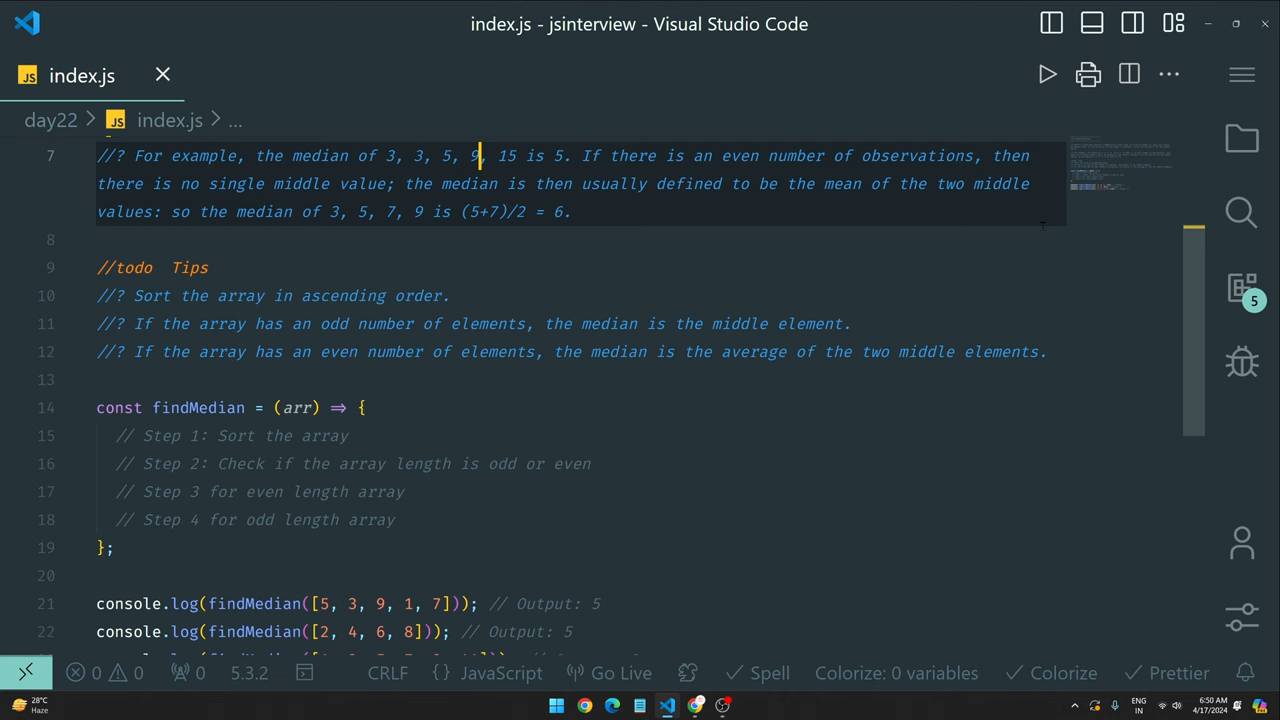 index.js - jsinterview - Visual Studio Code
JS index.js
day22 > JS index.js > ...
7 //? For example, the median of 3, 3, 5, 9, 15 is 5. If there is an even number of observations, then
there is no single middle value; the median is then usually defined to be the mean of the two middle
values: so the median of 3, 5, 7, 9 is (5+7)/2 = 6.
8
9 //todo Tips
10 //? Sort the array in ascending order.
11 //? If the array has an odd number of elements, the median is the middle element.
12 //? If the array has an even number of elements, the median is the average of the two middle elements.
13
14 const findMedian = (arr) => {
15 // Step 1: Sort the array
16 // Step 2: Check if the array length is odd or even
17 // Step 3 for even length array
18 // Step 4 for odd length array
19 };
20
21 console.log(findMedian([5, 3, 9, 1, 7])); // Output: 5
22 console.log(findMedian([2, 4, 6, 8])); // Output: 5
5
0 0 0 5.3.2 CRLF {} JavaScript Go Live Spell Colorize: 0 variables Colorize Prettier
28°C
Haze
ENG
IN
6:50 AM
4/17/2024